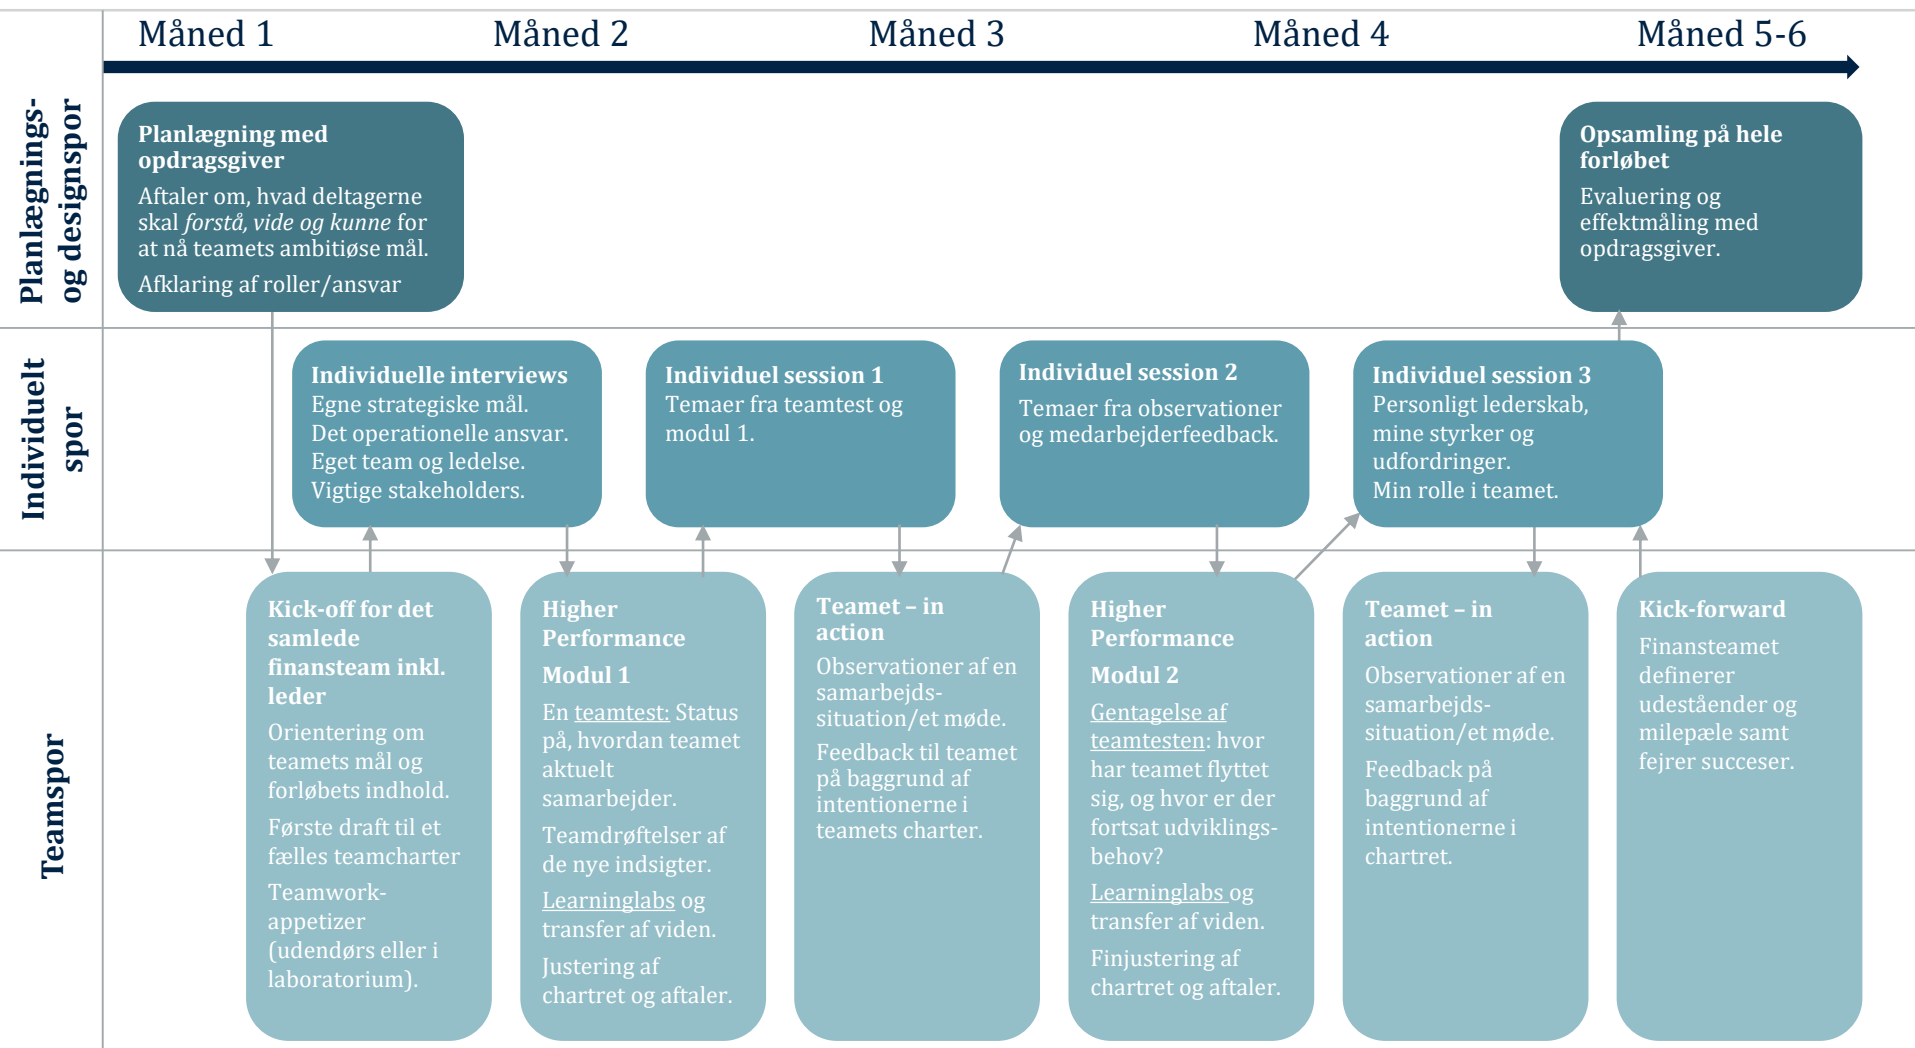 Måned 1
Måned 2
Måned 3
Måned 4
Måned 5-6
Planlægnings-
og designspor
Planlægning med
opdragsgiver
Aftaler om, hvad deltagerne
skal forstå, vide og kunne for
at nå teamets ambitiøse mål.
Afklaring af roller/ansvar
Opsamling på hele
forløbet
Evaluering og
effektmåling med
opdragsgiver.
Individuelt
spor
Individuelle interviews
Egne strategiske mål.
Det operationelle ansvar.
Eget team og ledelse.
Vigtige stakeholders.
Individuel session 1
Temaer fra teamtest og
modul 1.
Individuel session 2
Temaer fra observationer
og medarbejderfeedback.
Individuel session 3
Personligt lederskab,
mine styrker og
udfordringer.
Min rolle i teamet.
Teamspor
Kick-off for det
samlede
finansteam inkl.
leder
Orientering om
teamets mål og
forløbets indhold.
Første draft til et
fælles teamcharter
Teamwork-
appetizer
(udendørs eller i
laboratorium).
Higher
Performance
Modul 1
En teamtest: Status
på, hvordan teamet
aktuelt
samarbejder.
Teamdrøftelser af
de nye indsigter.
Learninglabs og
transfer af viden.
Justering af
chartret og aftaler.
Teamet – in
action
Observationer af en
samarbejds-
situation/et møde.
Feedback til teamet
på baggrund af
intentionerne i
teamets charter.
Higher
Performance
Modul 2
Gentagelse af
teamtesten: hvor
har teamet flyttet
sig, og hvor er der
fortsat udviklings-
behov?
Learninglabs og
transfer af viden.
Finjustering af
chartret og aftaler.
Teamet – in
action
Observationer af en
samarbejds-
situation/et møde.
Feedback på
baggrund af
intentionerne i
chartret.
Kick-forward
Finansteamet
definerer
udeståender og
milepæle samt
fejrer succeser.